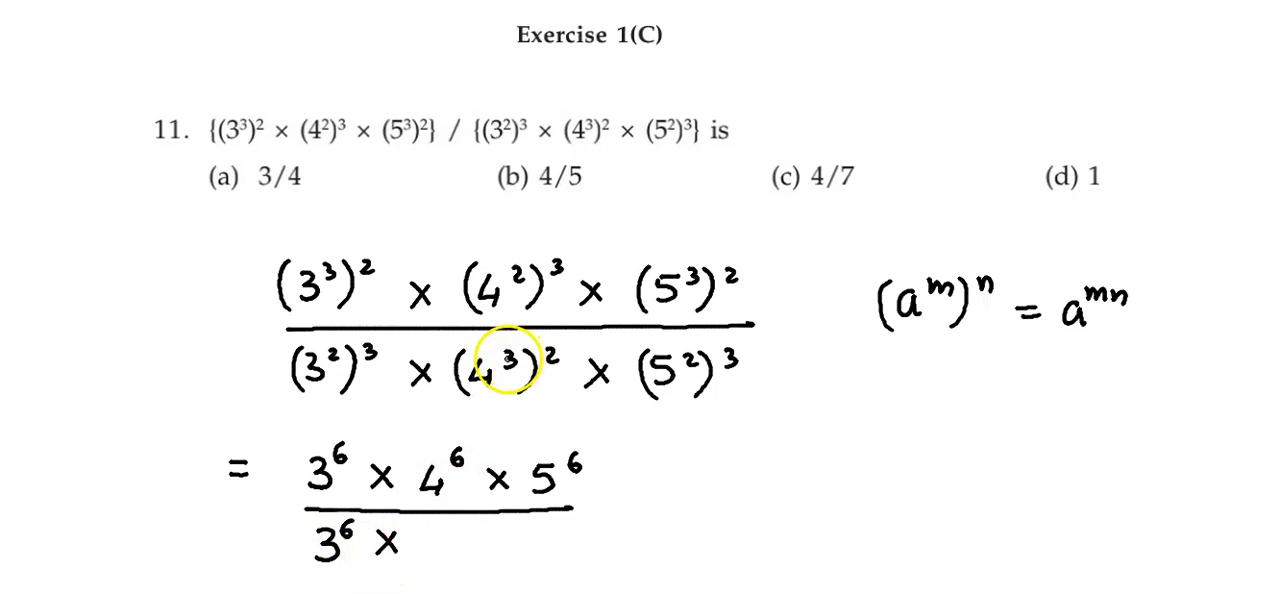 Exercise 1(C)
11. {(3³)² × (4²)³ × (5³)²} / {(3²)³ × (4³)² × (5²)³} is
(a) 3/4 (b) 4/5 (c) 4/7 (d) 1
(3³)² × (4²)³ × (5³)²
(3²)³ × (4³)² × (5²)³
(aᵐ)ⁿ = aᵐⁿ
= 3⁶ × 4⁶ × 5⁶
3⁶ ×